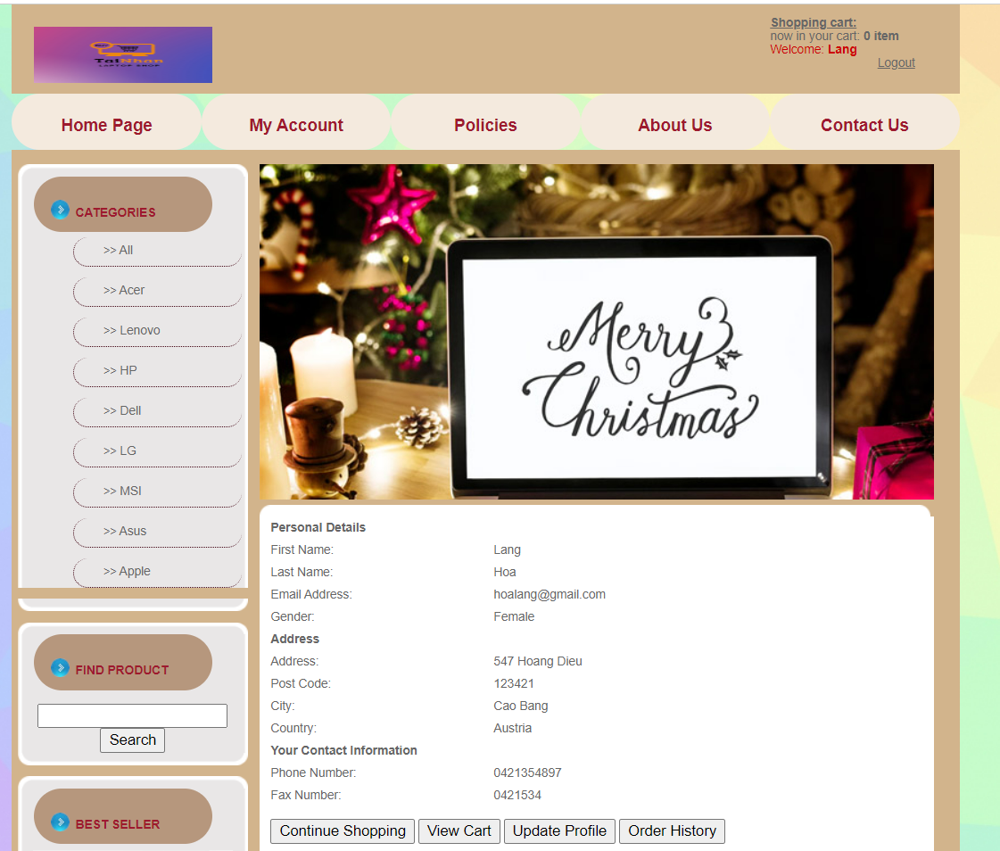 TaiNhan
LAPTOP SHOP
Shopping cart:
now in your cart: 0 item
Welcome: Lang
Logout
Home Page
My Account
Policies
About Us
Contact Us
CATEGORIES
>> All
>> Acer
>> Lenovo
>> HP
>> Dell
>> LG
>> MSI
>> Asus
>> Apple
FIND PRODUCT
Search
BEST SELLER
Merry
Christmas
Personal Details
First Name: Lang
Last Name: Hoa
Email Address: hoalang@gmail.com
Gender: Female
Address
Address: 547 Hoang Dieu
Post Code: 123421
City: Cao Bang
Country: Austria
Your Contact Information
Phone Number: 0421354897
Fax Number: 0421534
Continue Shopping View Cart Update Profile Order History